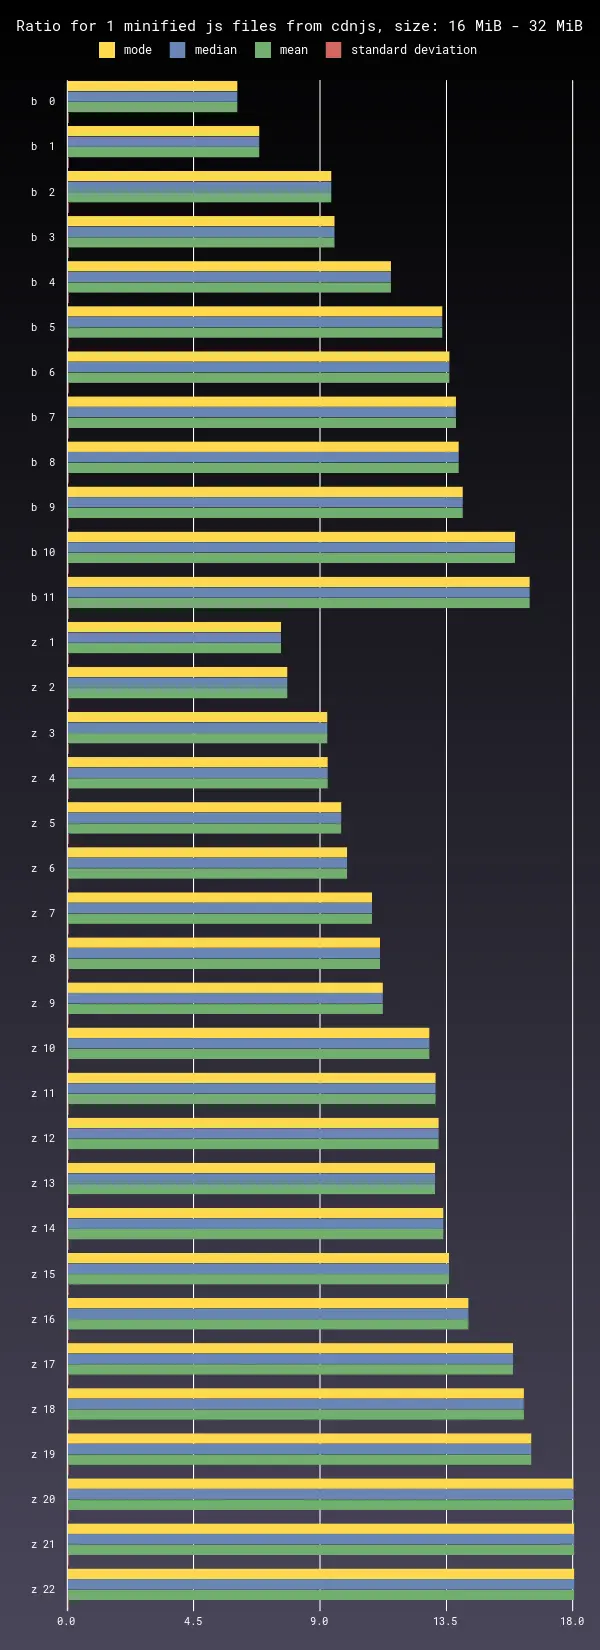 Ratio for 1 minified js files from cdnjs, size: 16 MiB - 32 MiB
mode median mean standard deviation
b 0
b 1
b 2
b 3
b 4
b 5
b 6
b 7
b 8
b 9
b 10
b 11
z 1
z 2
z 3
z 4
z 5
z 6
z 7
z 8
z 9
z 10
z 11
z 12
z 13
z 14
z 15
z 16
z 17
z 18
z 19
z 20
z 21
z 22
0.0 4.5 9.0 13.5 18.0